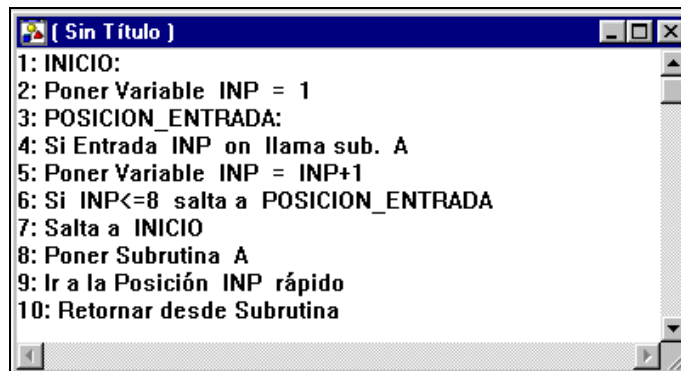 ( Sin Título )
1: INICIO:
2: Poner Variable INP = 1
3: POSICION_ENTRADA:
4: Si Entrada INP on llama sub. A
5: Poner Variable INP = INP+1
6: Si INP<=8 salta a POSICION_ENTRADA
7: Salta a INICIO
8: Poner Subrutina A
9: Ir a la Posición INP rápido
10: Retornar desde Subrutina